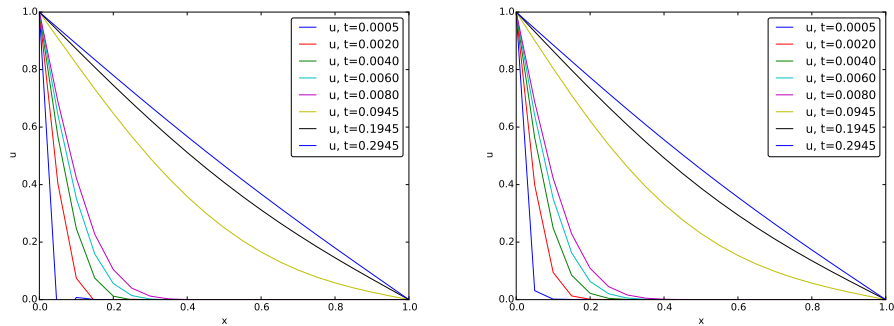 1.0
0.8
0.6
0.4
0.2
0.0
u
0.0 0.2 0.4 0.6 0.8 1.0
x
u, t=0.0005
u, t=0.0020
u, t=0.0040
u, t=0.0060
u, t=0.0080
u, t=0.0945
u, t=0.1945
u, t=0.2945
1.0
0.8
0.6
0.4
0.2
0.0
u
0.0 0.2 0.4 0.6 0.8 1.0
x
u, t=0.0005
u, t=0.0020
u, t=0.0040
u, t=0.0060
u, t=0.0080
u, t=0.0945
u, t=0.1945
u, t=0.2945